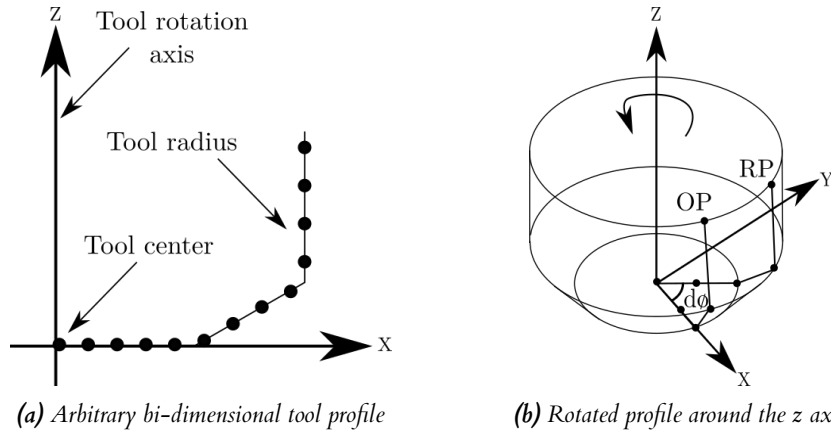 Z
Tool rotation
axis
Tool radius
Tool center
X
(a) Arbitrary bi-dimensional tool profile
Z
RP
Y
OP
dø
X
(b) Rotated profile around the z ax